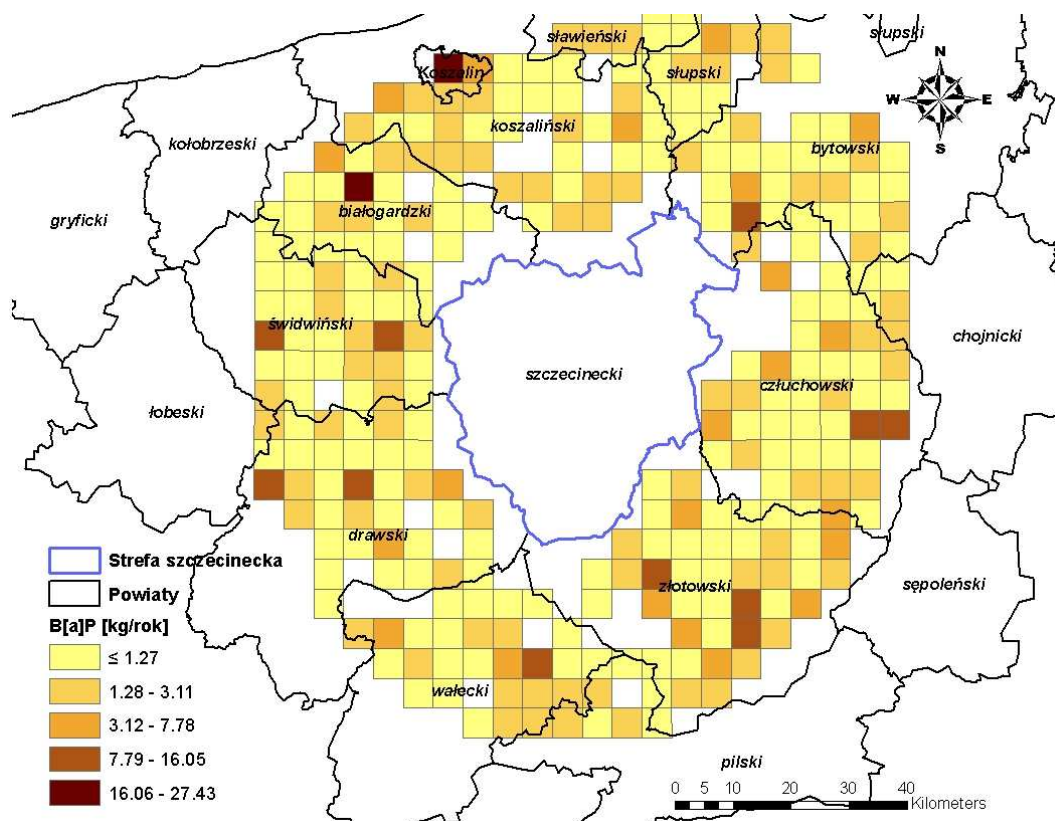 sławieński
słupski
Koszalin
słupski
N
W
E
S
koszaliński
kołobrzeski
bytowski
białogardzki
gryficki
świdwiński
chojnicki
szczecinecki
człuchowski
łobeski
drawski
Strefa szczecinecka
Powiaty
B[a]P [kg/rok]
≤ 1.27
1.28 - 3.11
3.12 - 7.78
7.79 - 16.05
16.06 - 27.43
złotowski
sępoleński
wałecki
pilski
0 5 10 20 30 40
Kilometers